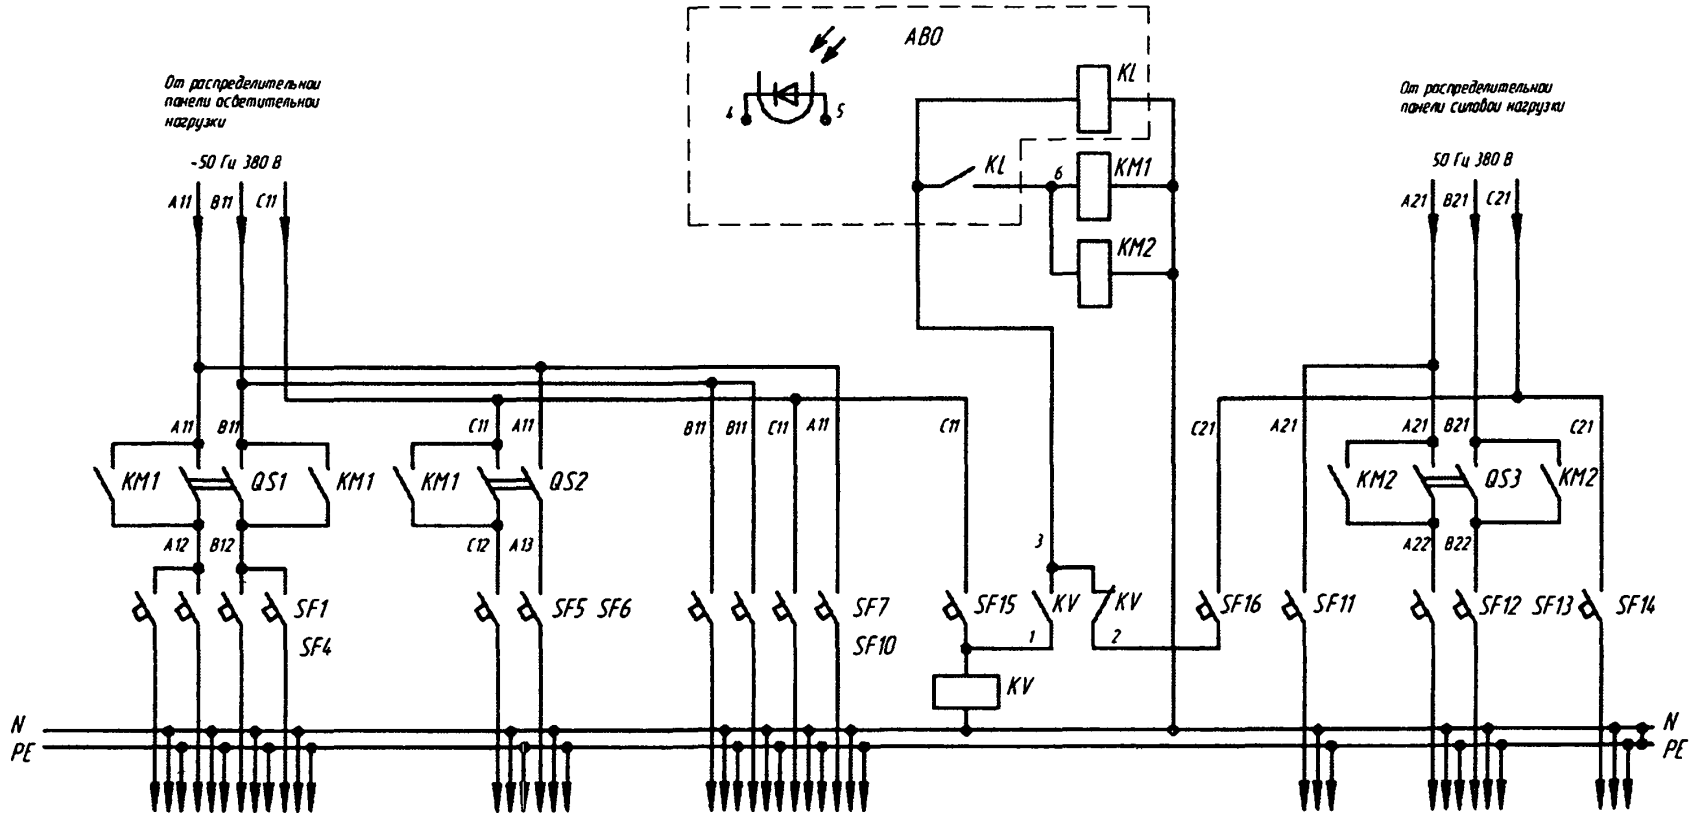 АВО
KL
От распределительной
панели осветительной
нагрузки
От распределительной
панели силовой нагрузки
4
5
~50 Гц 380 В
50 Гц 380 В
KL
6
KM1
A11
B11
C11
A21
B21
C21
KM2
A11
B11
C11
A11
B11
B11
C11
A11
C11
C21
A21
A21
B21
C21
KM1
QS1
KM1
KM1
QS2
KM2
QS3
KM2
A12
B12
C12
A13
3
A22
B22
SF1
SF4
SF5
SF6
SF7
SF10
SF15
KV
KV
SF16
SF11
SF12
SF13
SF14
1
2
KV
N
N
PE
PE